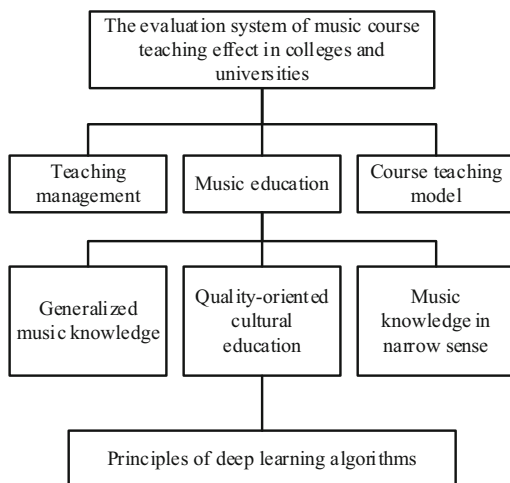 The evaluation system of music course
teaching effect in colleges and
universities
Teaching
management
Music education
Course teaching
model
Generalized
music knowledge
Quality-oriented
cultural
education
Music
knowledge in
narrow sense
Principles of deep learning algorithms